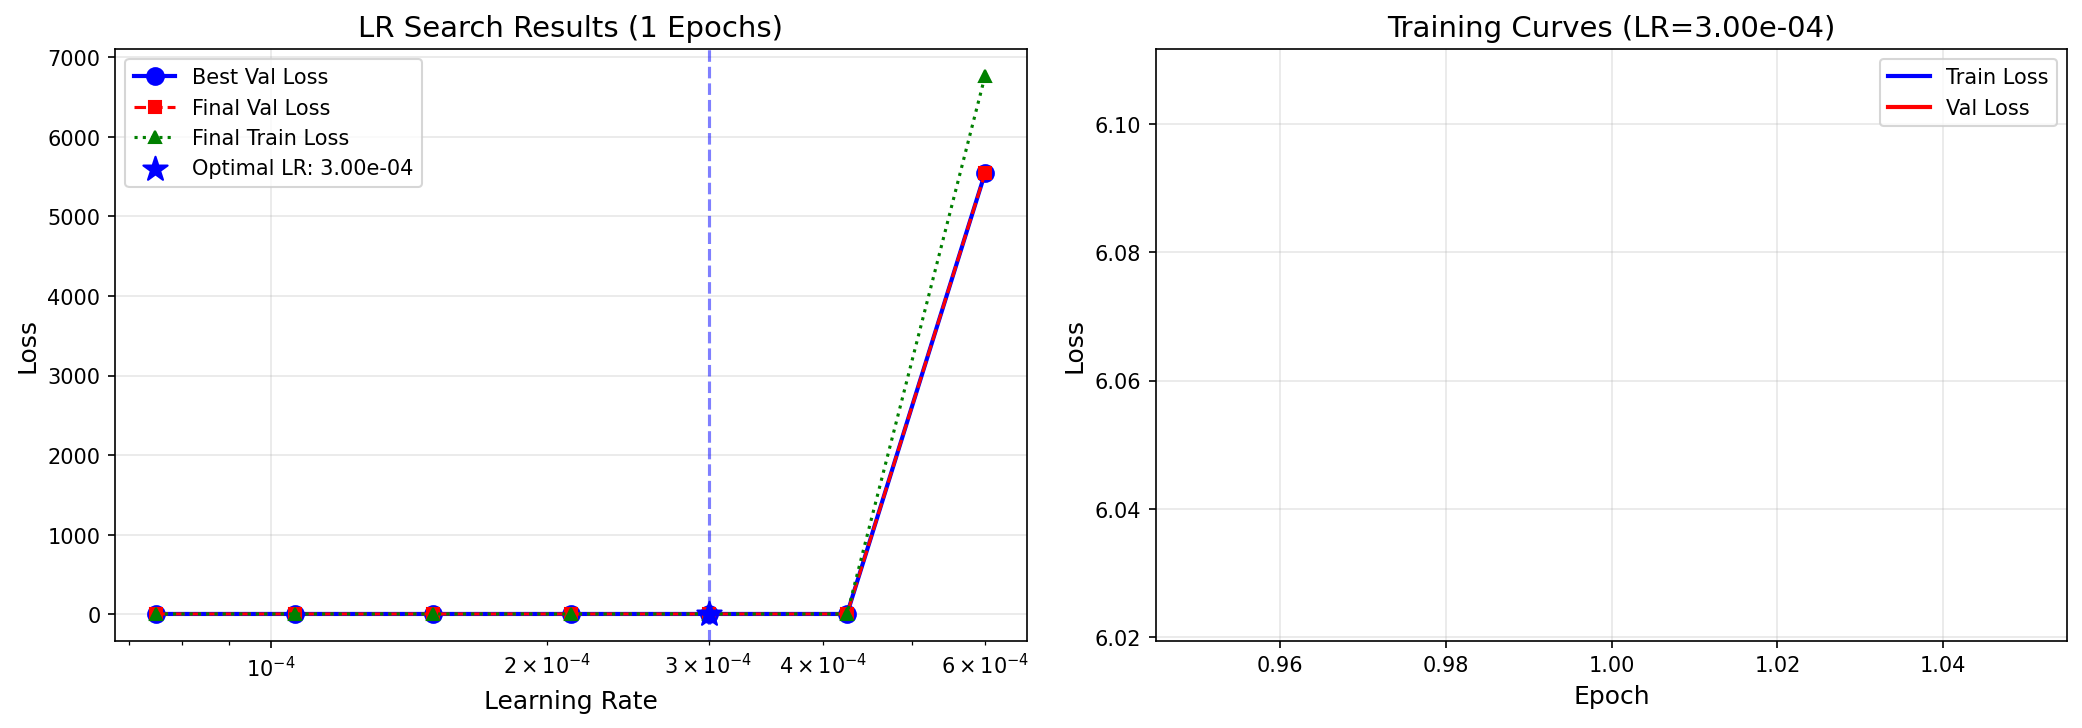 LR Search Results (1 Epochs)
7000
6000
5000
4000
3000
2000
1000
0
Loss
Best Val Loss
Final Val Loss
Final Train Loss
Optimal LR: 3.00e-04
10⁻⁴
2 × 10⁻⁴
3 × 10⁻⁴
4 × 10⁻⁴
6 × 10⁻⁴
Learning Rate
Training Curves (LR=3.00e-04)
Train Loss
Val Loss
6.10
6.08
6.06
6.04
6.02
Loss
0.96
0.98
1.00
1.02
1.04
Epoch